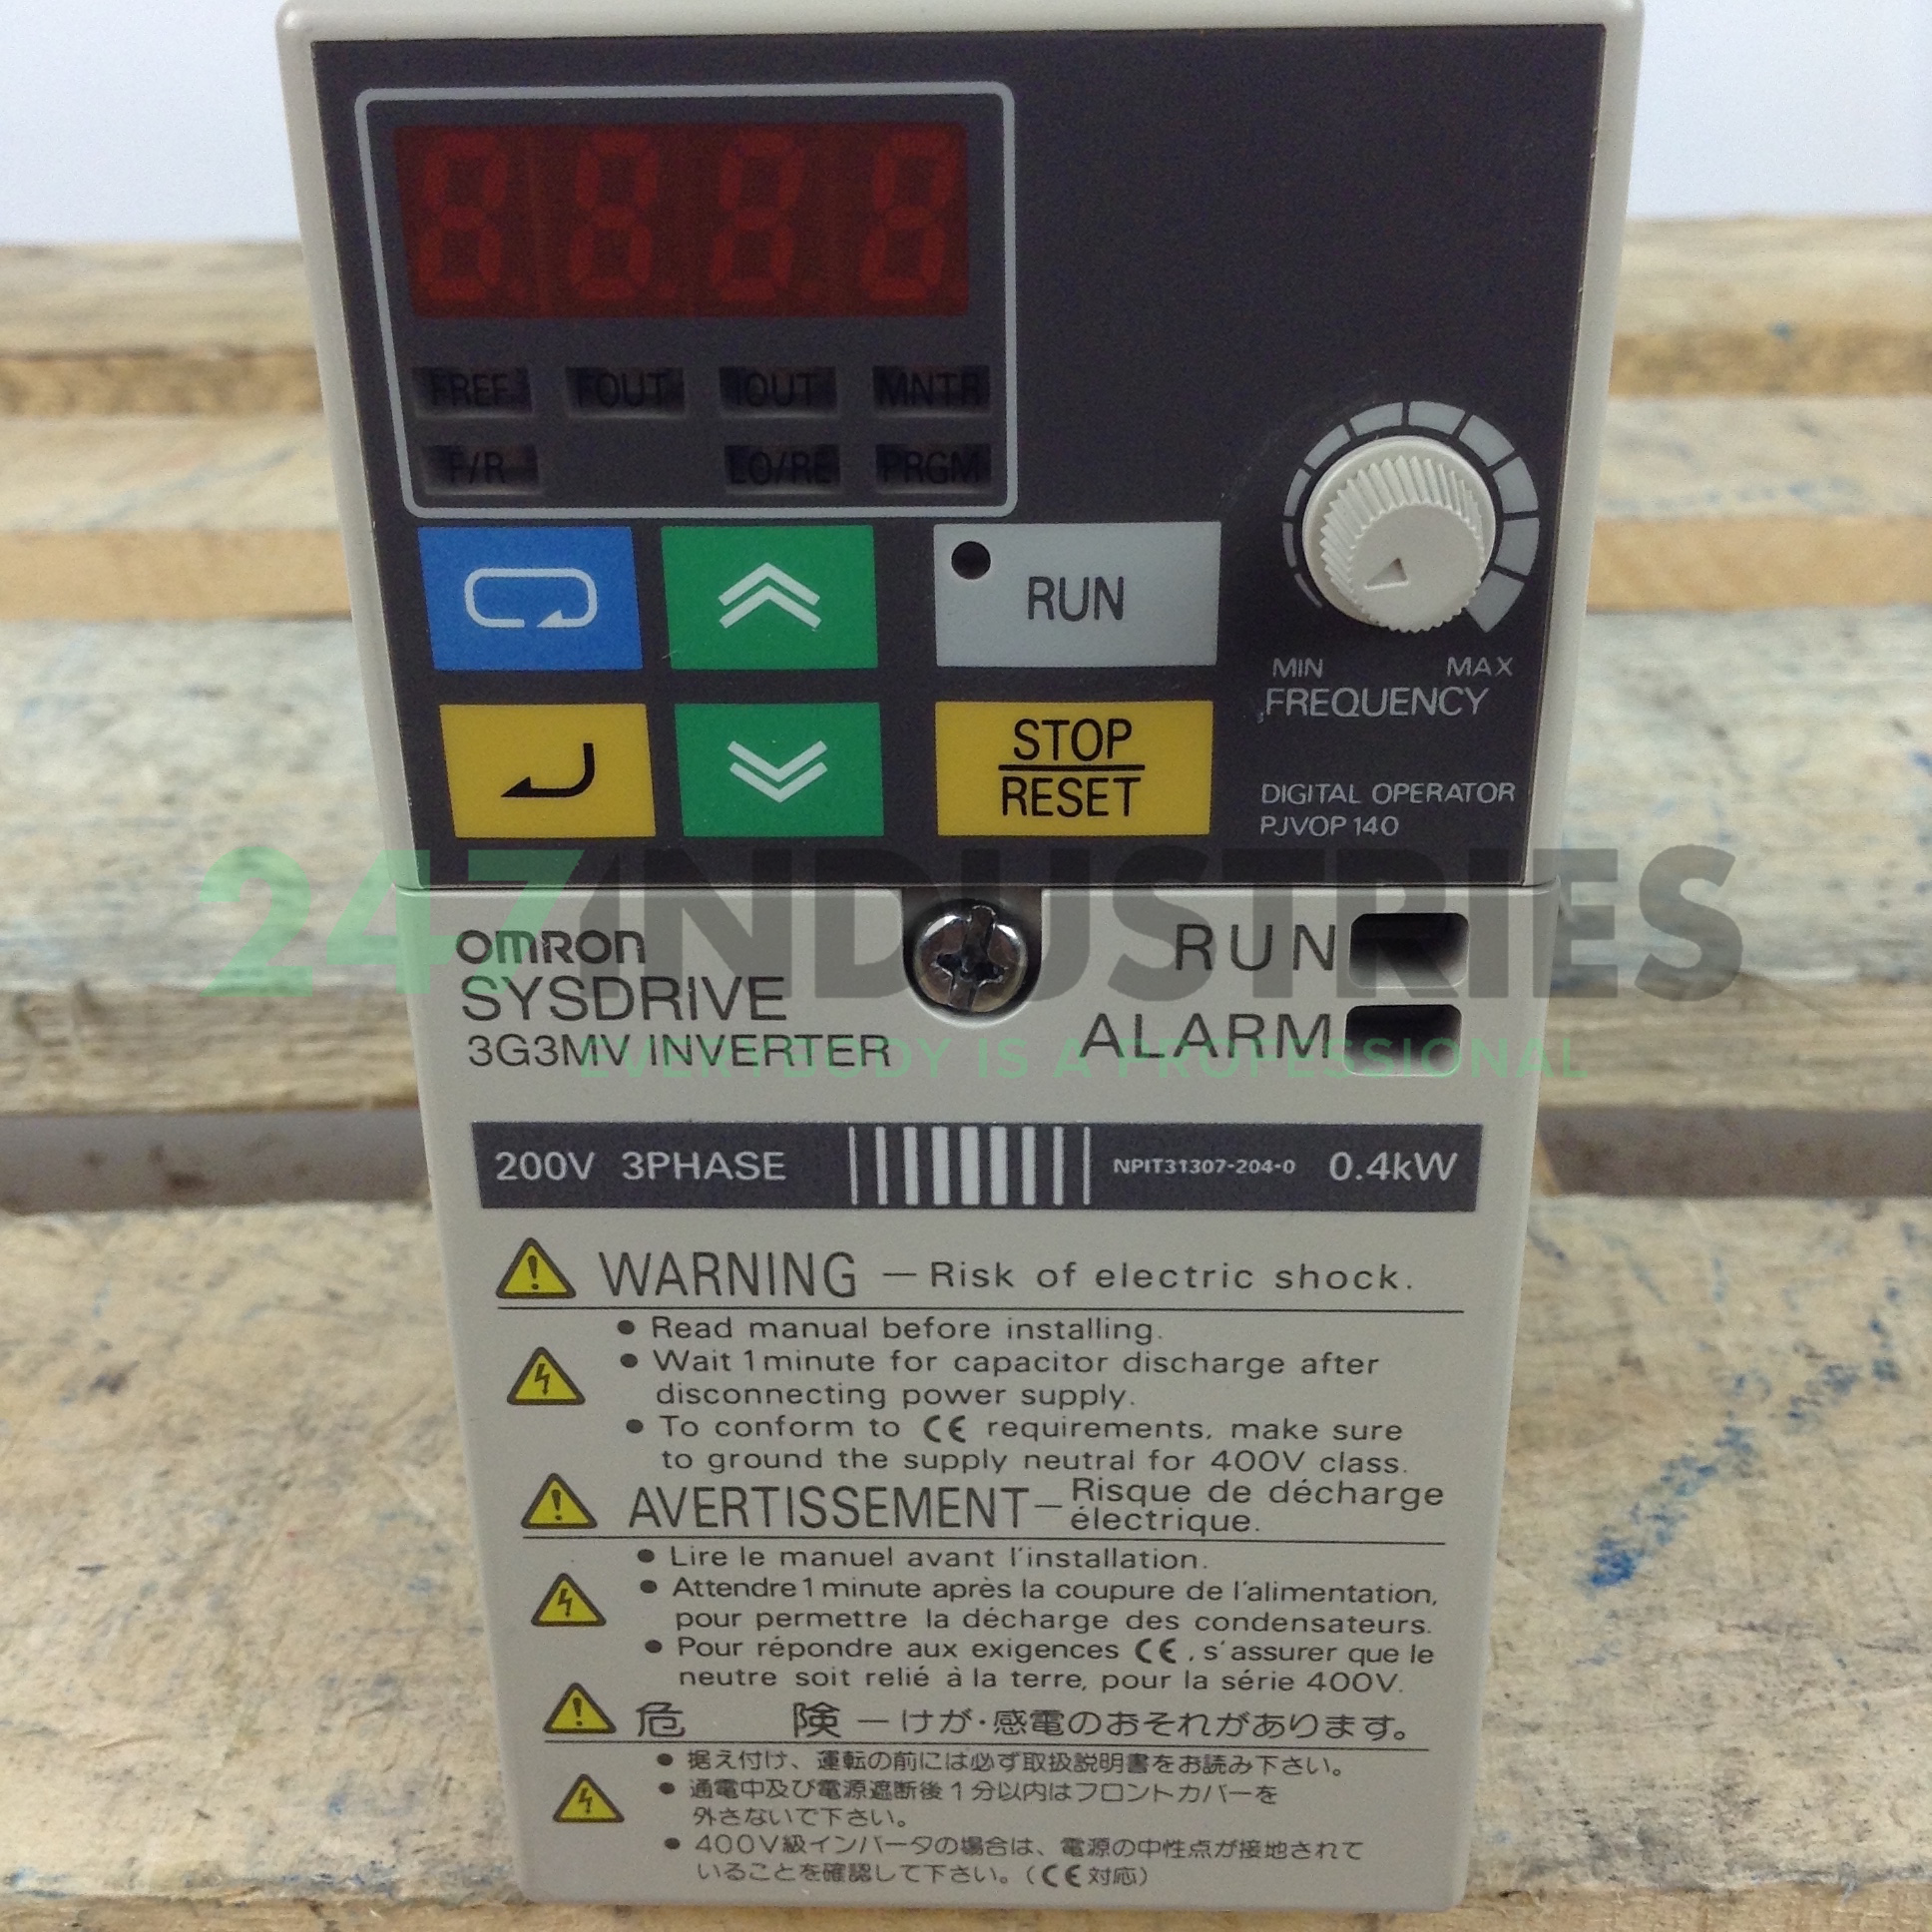 FREF FOUT IOUT MNTR
F/R LO/RE PRGM
RUN
MIN MAX
FREQUENCY
STOP
RESET
DIGITAL OPERATOR
PJVOP140
247INDUSTRIES
EVERYBODY IS A PROFESSIONAL
OMRON
SYSDRIVE
3G3MV INVERTER
RUN
ALARM
200V 3PHASE NPIT31307-204-0 0.4kW
WARNING — Risk of electric shock.
● Read manual before installing.
● Wait 1 minute for capacitor discharge after
disconnecting power supply.
● To conform to CE requirements, make sure
to ground the supply neutral for 400V class.
AVERTISSEMENT — Risque de décharge
électrique.
● Lire le manuel avant l'installation.
● Attendre 1 minute après la coupure de l'alimentation,
pour permettre la décharge des condensateurs.
● Pour répondre aux exigences CE, s'assurer que le
neutre soit relié à la terre, pour la série 400V.
危 険 — けが・感電のおそれがあります。
● 据え付け、運転の前には必ず取扱説明書をお読み下さい。
● 通電中及び電源遮断後1分以内はフロントカバーを
外さないで下さい。
● 400V級インバータの場合は、電源の中性点が接地されて
いることを確認して下さい。(CE対応)